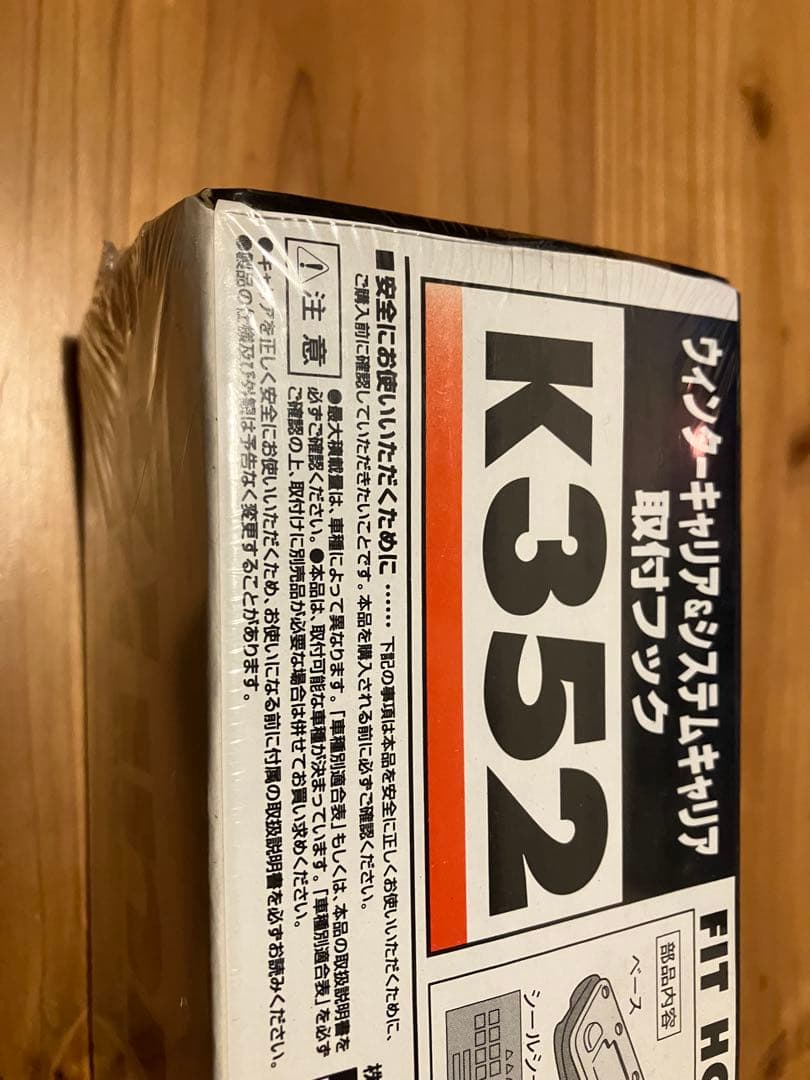 ウィンターキャリア&システムキャリア
取付フック
K352
■安全にお使いいただくために……下記の事項は本品を安全に正しくお使いいただくために、
ご購入前に確認していただきたいことです。本品を購入される前に必ずご確認ください。
注意
●最大積載量は、車種によって異なります。「車種別適合表」もしくは、本品の取扱説明書を
必ずご確認ください。●本品は、取付可能な車種が決まっています。「車種別適合表」を必ず
ご確認の上、取付けに別売品が必要な場合は併せてお買い求めください。
●キャリアを正しく安全にお使いいただくため、お使いになる前に付属の取扱説明書を必ずお読みください。
●製品の仕様及び外観は予告なく変更することがあります。
FIT HO
部品内容
ベース
シールシー
株